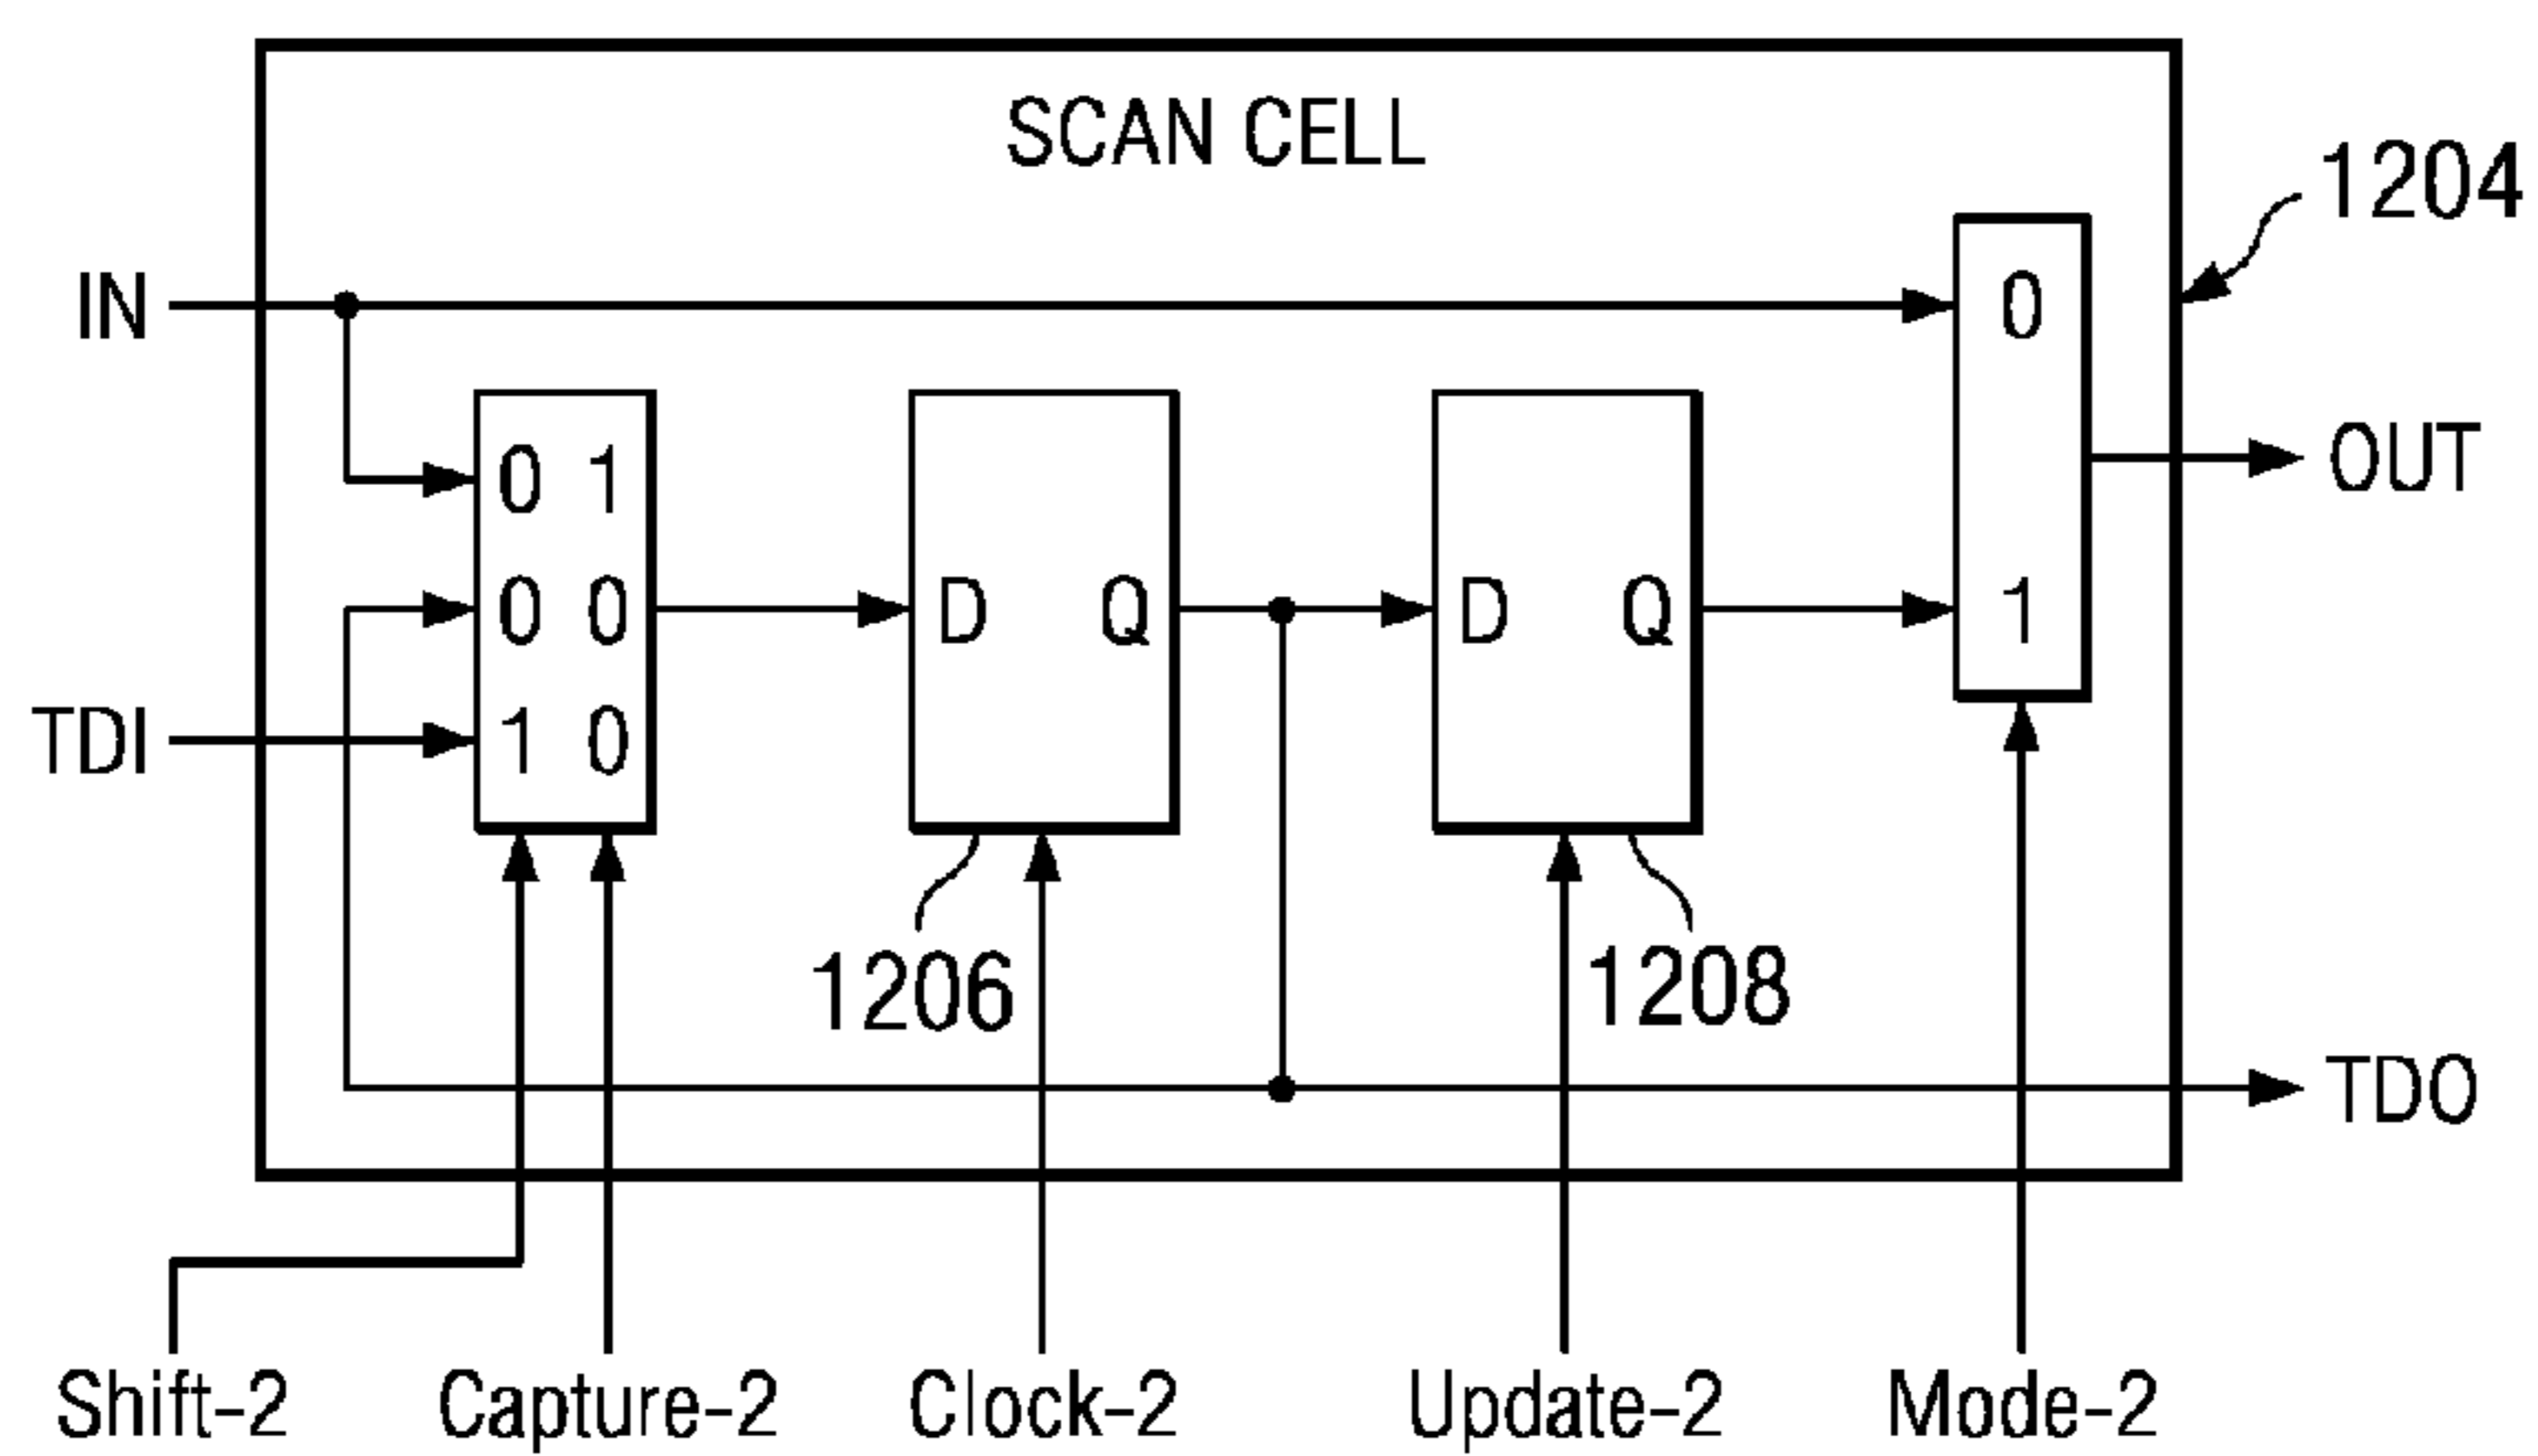 SCAN CELL
1204
IN
0
0 1
OUT
0 0
D Q
D Q
1
TDI
1 0
1206
1208
TDO
Shift-2
Capture-2
Clock-2
Update-2
Mode-2